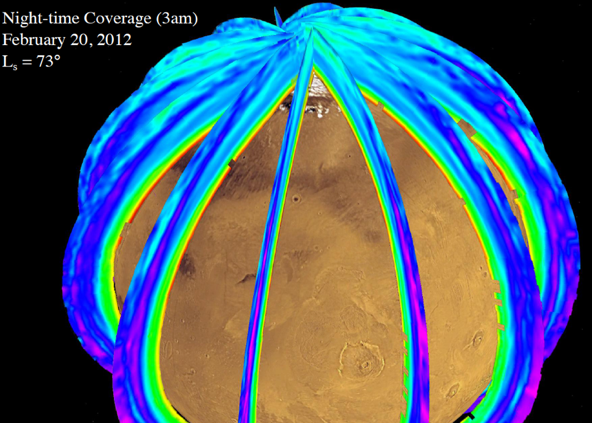 Night-time Coverage (3am)
February 20, 2012
Lₛ = 73°